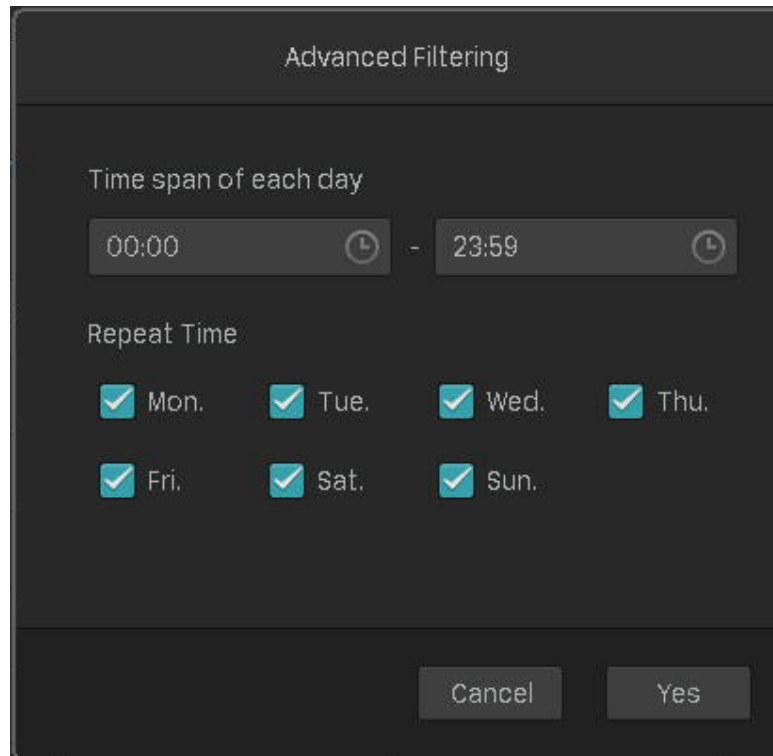 Advanced Filtering
Time span of each day
00:00 - 23:59
Repeat Time
Mon. Tue. Wed. Thu.
Fri. Sat. Sun.
Cancel Yes